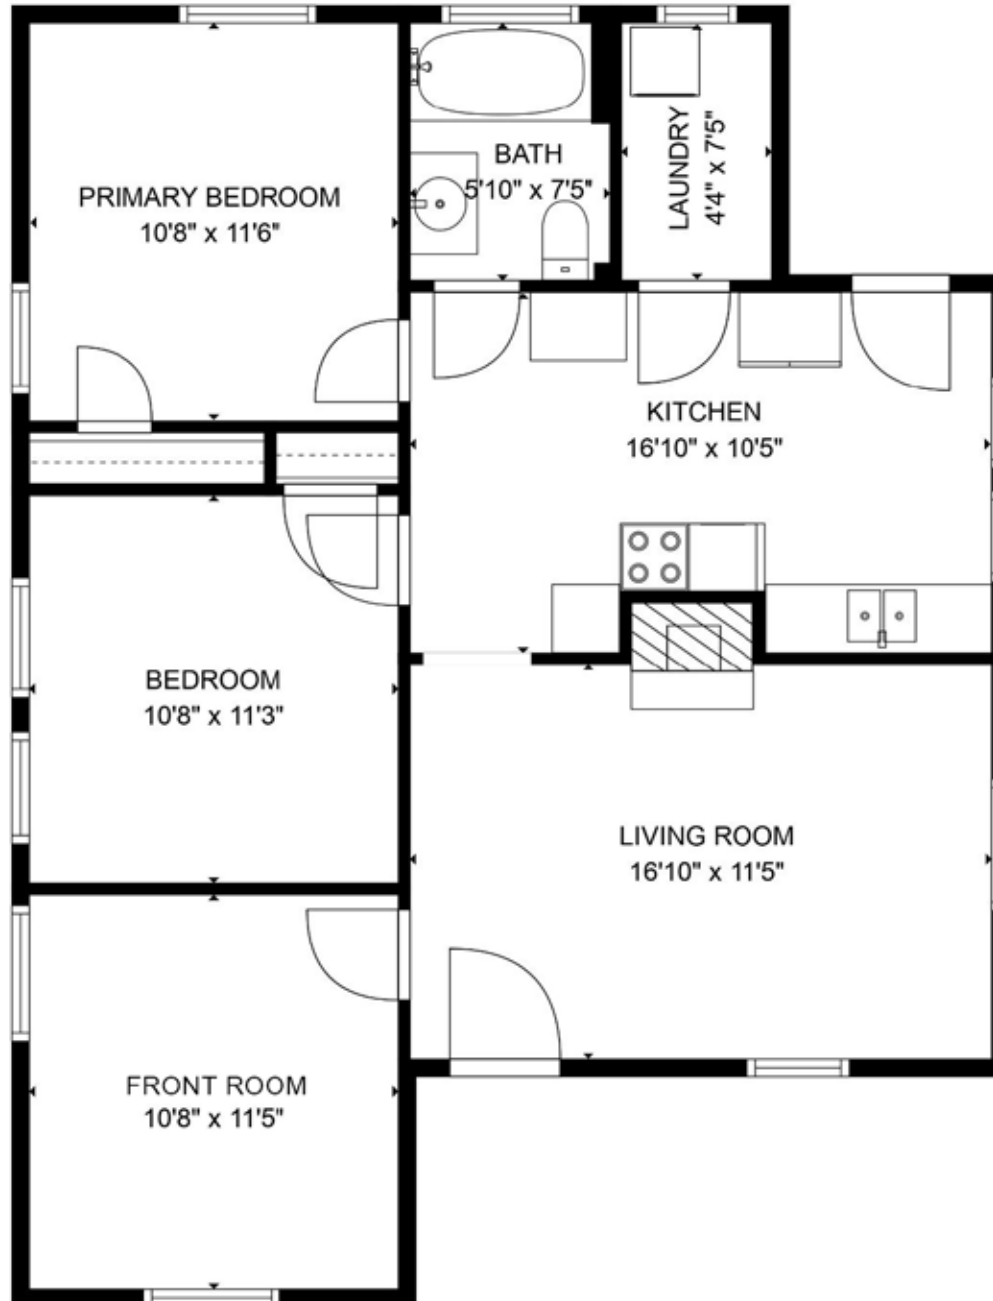 PRIMARY BEDROOM
10'8" x 11'6"
BATH
5'10" x 7'5"
LAUNDRY
4'4" x 7'5"
KITCHEN
16'10" x 10'5"
BEDROOM
10'8" x 11'3"
LIVING ROOM
16'10" x 11'5"
FRONT ROOM
10'8" x 11'5"